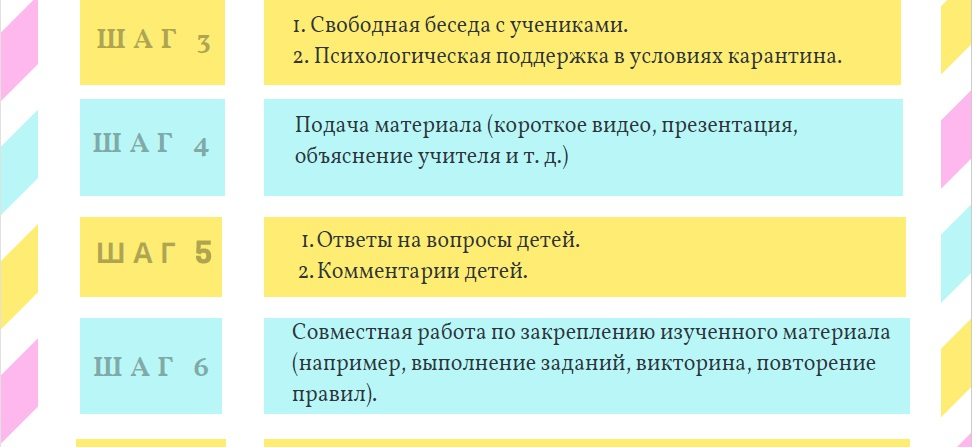 ШАГ 3
1. Свободная беседа с учениками.
2. Психологическая поддержка в условиях карантина.
ШАГ 4
Подача материала (короткое видео, презентация,
объяснение учителя и т. д.)
ШАГ 5
1. Ответы на вопросы детей.
2. Комментарии детей.
ШАГ 6
Совместная работа по закреплению изученного материала
(например, выполнение заданий, викторина, повторение
правил).